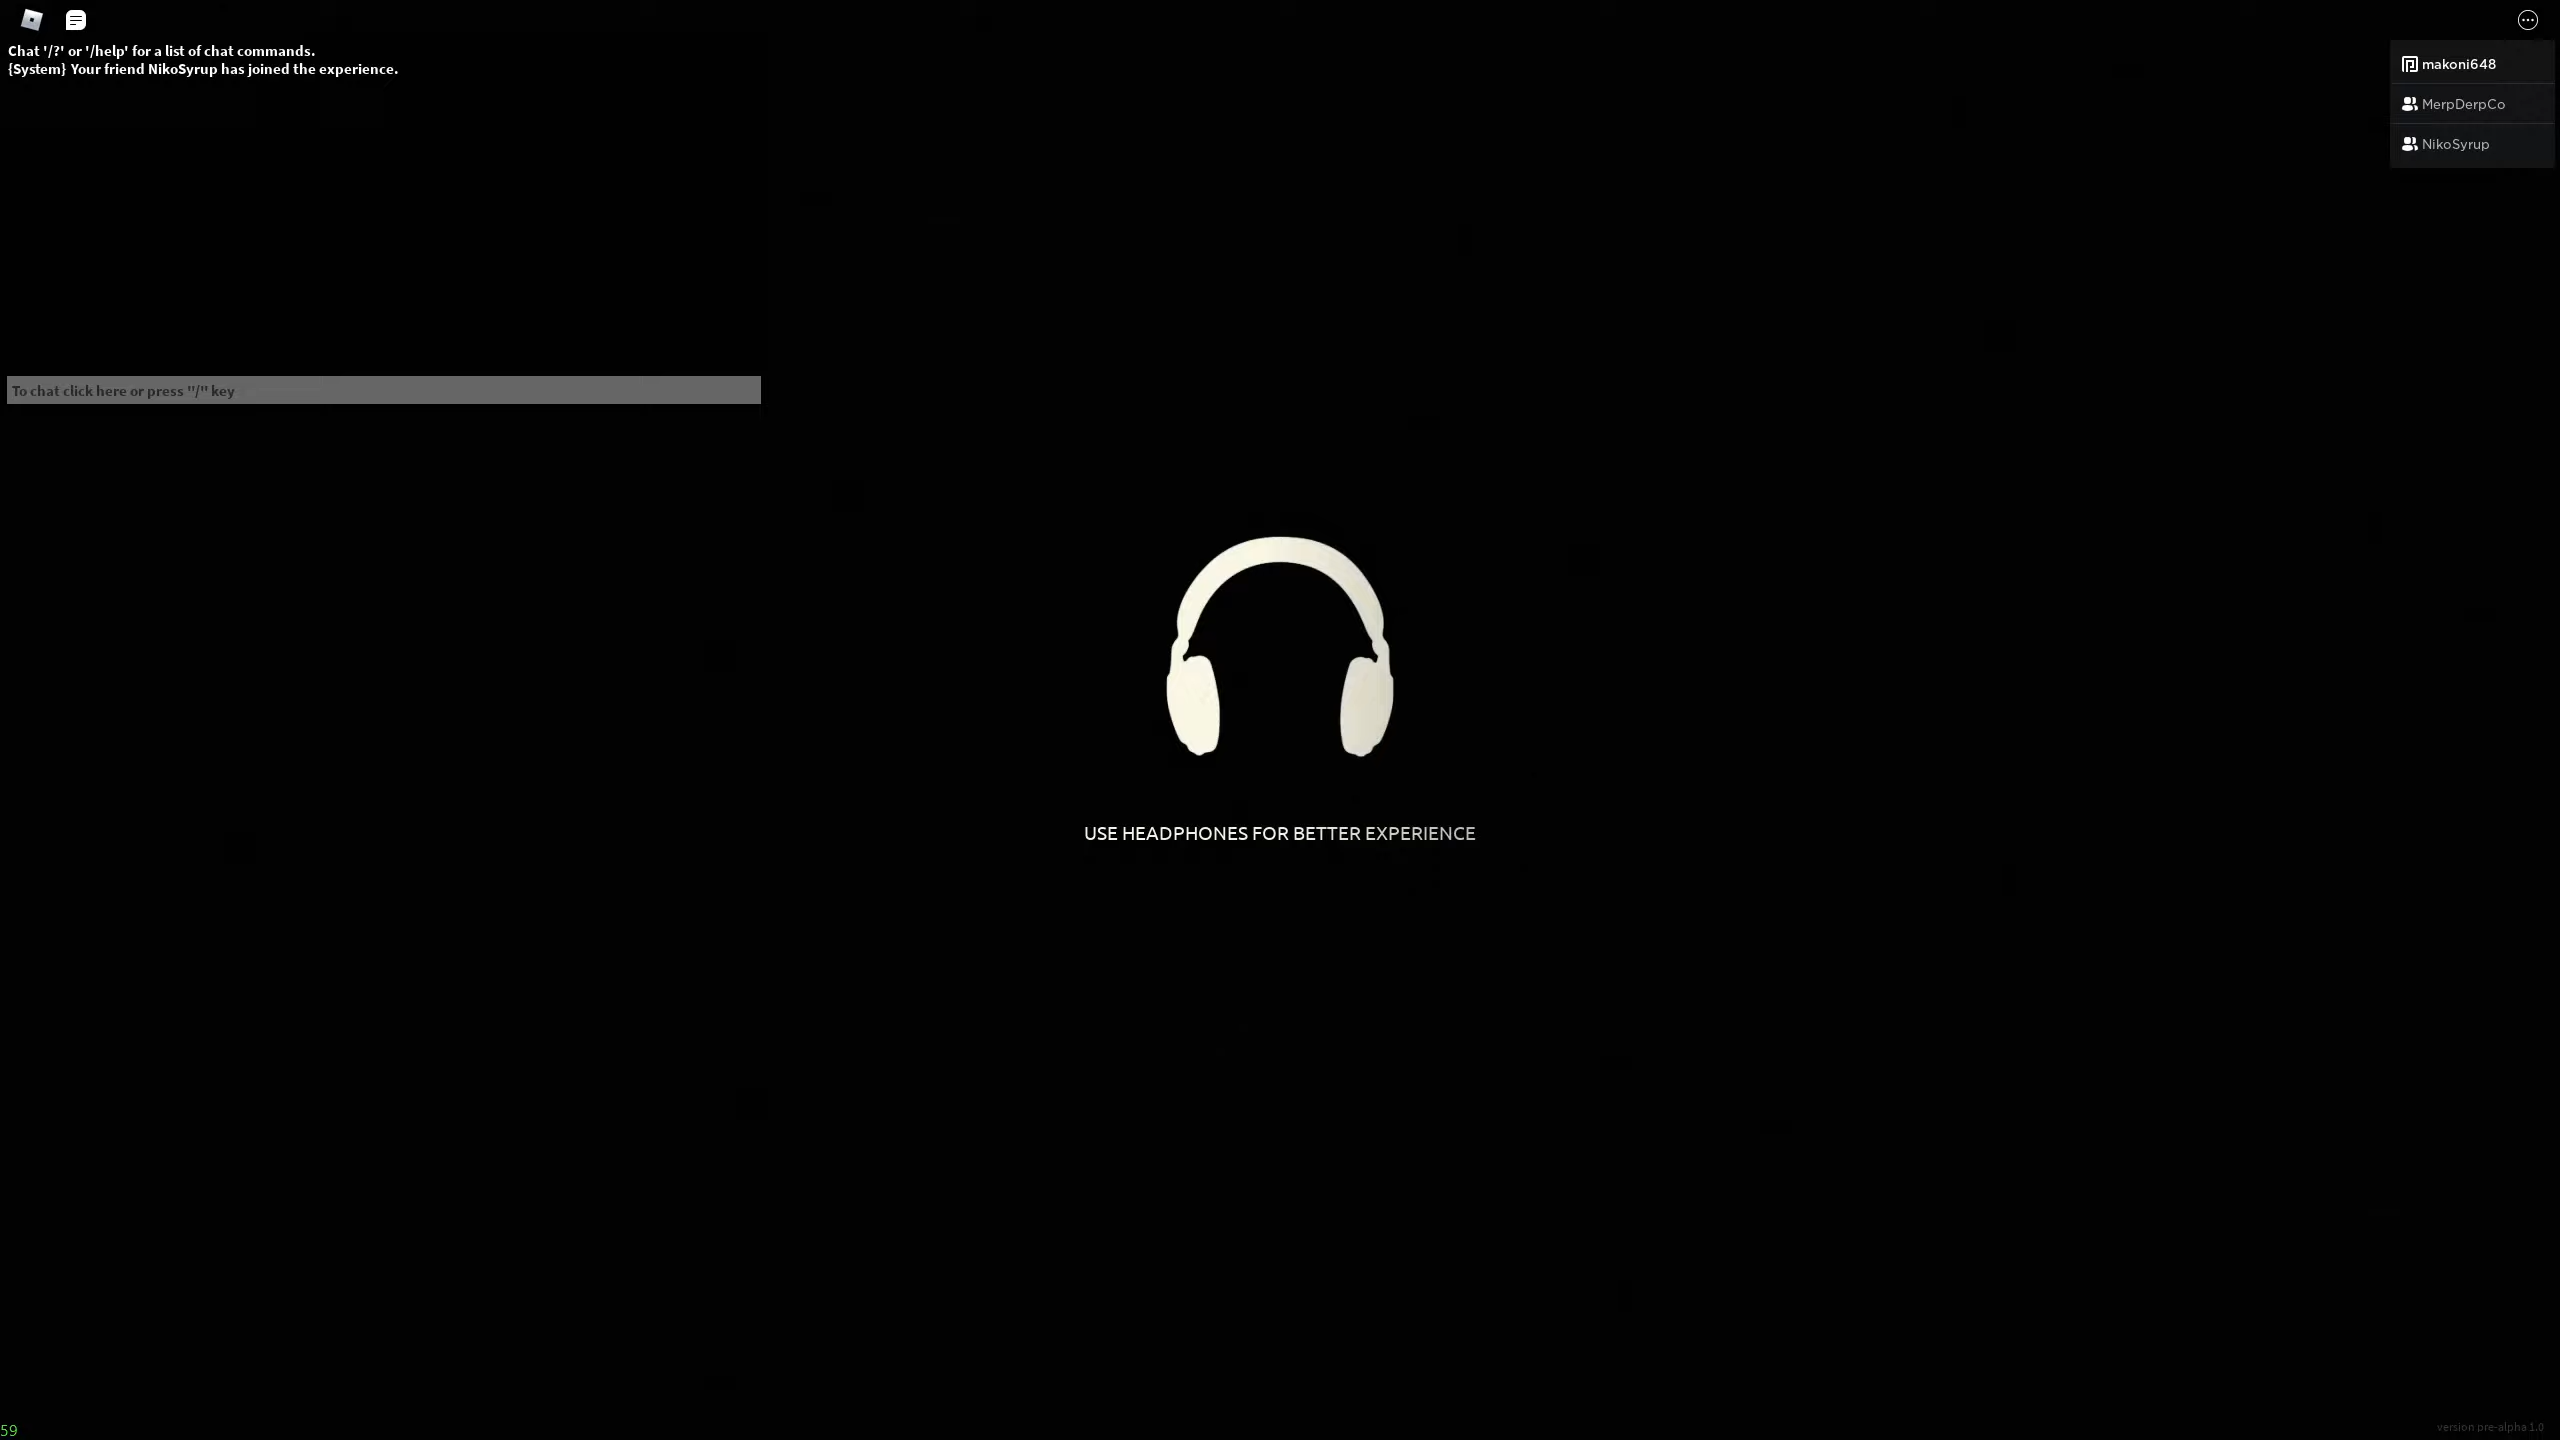 Chat '/?' or '/help' for a list of chat commands.
{System} Your friend NikoSyrup has joined the experience.
makoni648
MerpDerpCo
NikoSyrup
To chat click here or press "/" key
USE HEADPHONES FOR BETTER EXPERIENCE
59
version pre-alpha 1.0